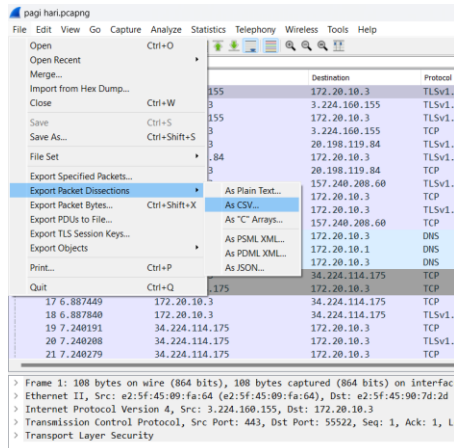 pagi hari.pcapng
File Edit View Go Capture Analyze Statistics Telephony Wireless Tools Help
Open Ctrl+O
Open Recent
Merge...
Import from Hex Dump...
Close Ctrl+W
Save Ctrl+S
Save As... Ctrl+Shift+S
File Set
Export Specified Packets...
Export Packet Dissections
Export Packet Bytes... Ctrl+Shift+X
Export PDUs to File...
Export TLS Session Keys...
Export Objects
Print... Ctrl+P
Quit Ctrl+Q
As Plain Text...
As CSV...
As "C" Arrays...
As PSML XML...
As PDML XML...
As JSON...
Destination Protocol
155 172.20.10.3 TLSv1.
3 3.224.160.155 TLSv1.
155 172.20.10.3 TCP
3 3.224.160.155 TCP
3 20.198.119.84 TLSv1.
.84 172.20.10.3 TLSv1.
3 20.198.119.84 TCP
157.240.208.60 TLSv1.
172.20.10.3 TCP
172.20.10.3 TLSv1.
157.240.208.60 TCP
172.20.10.3 DNS
172.20.10.1 DNS
172.20.10.3 DNS
34.224.114.175 TCP
.175 172.20.10.3 TCP
17 6.887449 172.20.10.3 34.224.114.175 TCP
18 6.887840 172.20.10.3 34.224.114.175 TLSv1.
19 7.240191 34.224.114.175 172.20.10.3 TCP
20 7.240208 34.224.114.175 172.20.10.3 TLSv1.
21 7.240279 34.224.114.175 172.20.10.3 TCP
> Frame 1: 108 bytes on wire (864 bits), 108 bytes captured (864 bits) on interfac
> Ethernet II, Src: e2:5f:45:09:fa:64 (e2:5f:45:09:fa:64), Dst: e2:5f:45:90:7d:2d
> Internet Protocol Version 4, Src: 3.224.160.155, Dst: 172.20.10.3
> Transmission Control Protocol, Src Port: 443, Dst Port: 55522, Seq: 1, Ack: 1, L
> Transport Layer Security